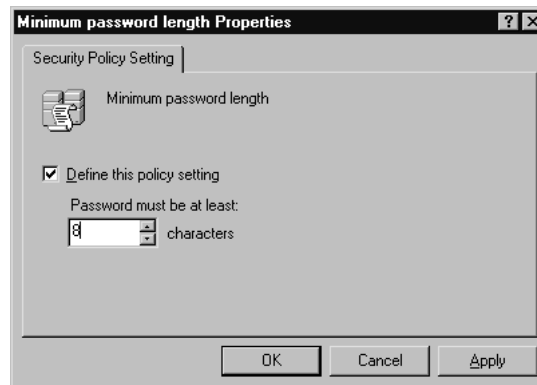 Minimum password length Properties
Security Policy Setting
Minimum password length
Define this policy setting
Password must be at least:
8 characters
OK Cancel Apply